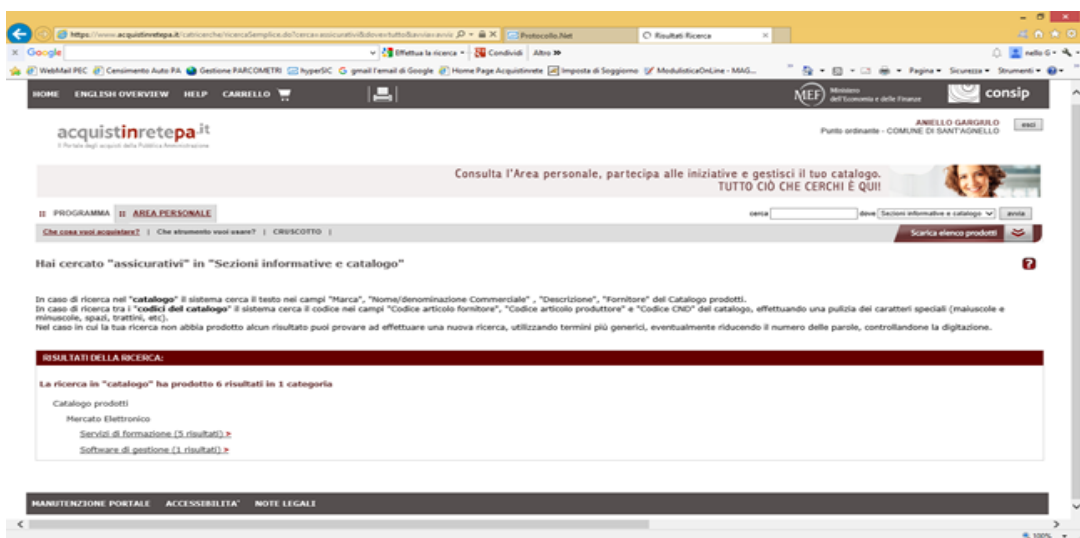 https://www.acquistinretepa.it/catricerche/ricercaSemplice.do?cerca=assicurativi&dove=tutto&avvia=avvia
Protocollo.Net
Risultati Ricerca
Google
Effettua la ricerca
Condividi
Altro »
nello G
WebMail PEC
Censimento Auto PA
Gestione PARCOMETRI
hyperSIC
gmail l'email di Google
Home Page Acquistinrete
Imposta di Soggiorno
ModulisticaOnLine - MAG...
Pagina
Sicurezza
Strumenti
HOME ENGLISH OVERVIEW HELP CARRELLO
MEF Ministero dell'Economia e delle Finanze
consip
acquistinretepa.it
Il Portale degli acquisti della Pubblica Amministrazione
ANIELLO GARGIULO
Punto ordinante - COMUNE DI SANT'AGNELLO
esci
Consulta l'Area personale, partecipa alle iniziative e gestisci il tuo catalogo.
TUTTO CIÒ CHE CERCHI È QUI!
PROGRAMMA AREA PERSONALE
cerca dove Sezioni informative e catalogo avvia
Che cosa vuoi acquistare? | Che strumento vuoi usare? | CRUSCOTTO |
Scarica elenco prodotti
Hai cercato "assicurativi" in "Sezioni informative e catalogo"
In caso di ricerca nel "catalogo" il sistema cerca il testo nei campi "Marca", "Nome/denominazione Commerciale" , "Descrizione", "Fornitore" del Catalogo prodotti.
In caso di ricerca tra i "codici del catalogo" il sistema cerca il codice nei campi "Codice articolo fornitore", "Codice articolo produttore" e "Codice CND" del catalogo, effettuando una pulizia dei caratteri speciali (maiuscole e
minuscole, spazi, trattini, etc).
Nel caso in cui la tua ricerca non abbia prodotto alcun risultato puoi provare ad effettuare una nuova ricerca, utilizzando termini più generici, eventualmente riducendo il numero delle parole, controllandone la digitazione.
RISULTATI DELLA RICERCA:
La ricerca in "catalogo" ha prodotto 6 risultati in 1 categoria
Catalogo prodotti
Mercato Elettronico
Servizi di formazione (5 risultati)
Software di gestione (1 risultati)
MANUTENZIONE PORTALE ACCESSIBILITA' NOTE LEGALI
100%